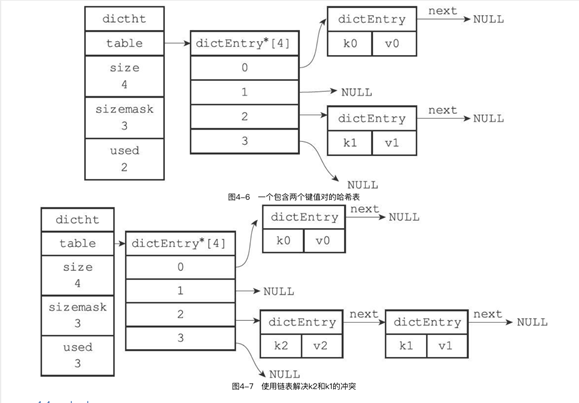 dictht
table
size
4
sizemask
3
used
2
dictEntry*[4]
0
1
2
3
dictEntry
k0 v0
next
NULL
NULL
dictEntry
k1 v1
next
NULL
NULL
图4-6 一个包含两个键值对的哈希表
dictht
table
size
4
sizemask
3
used
3
dictEntry*[4]
0
1
2
3
dictEntry
k0 v0
next
NULL
NULL
dictEntry
k2 v2
next
dictEntry
k1 v1
next
NULL
NULL
图4-7 使用链表解决k2和k1的冲突